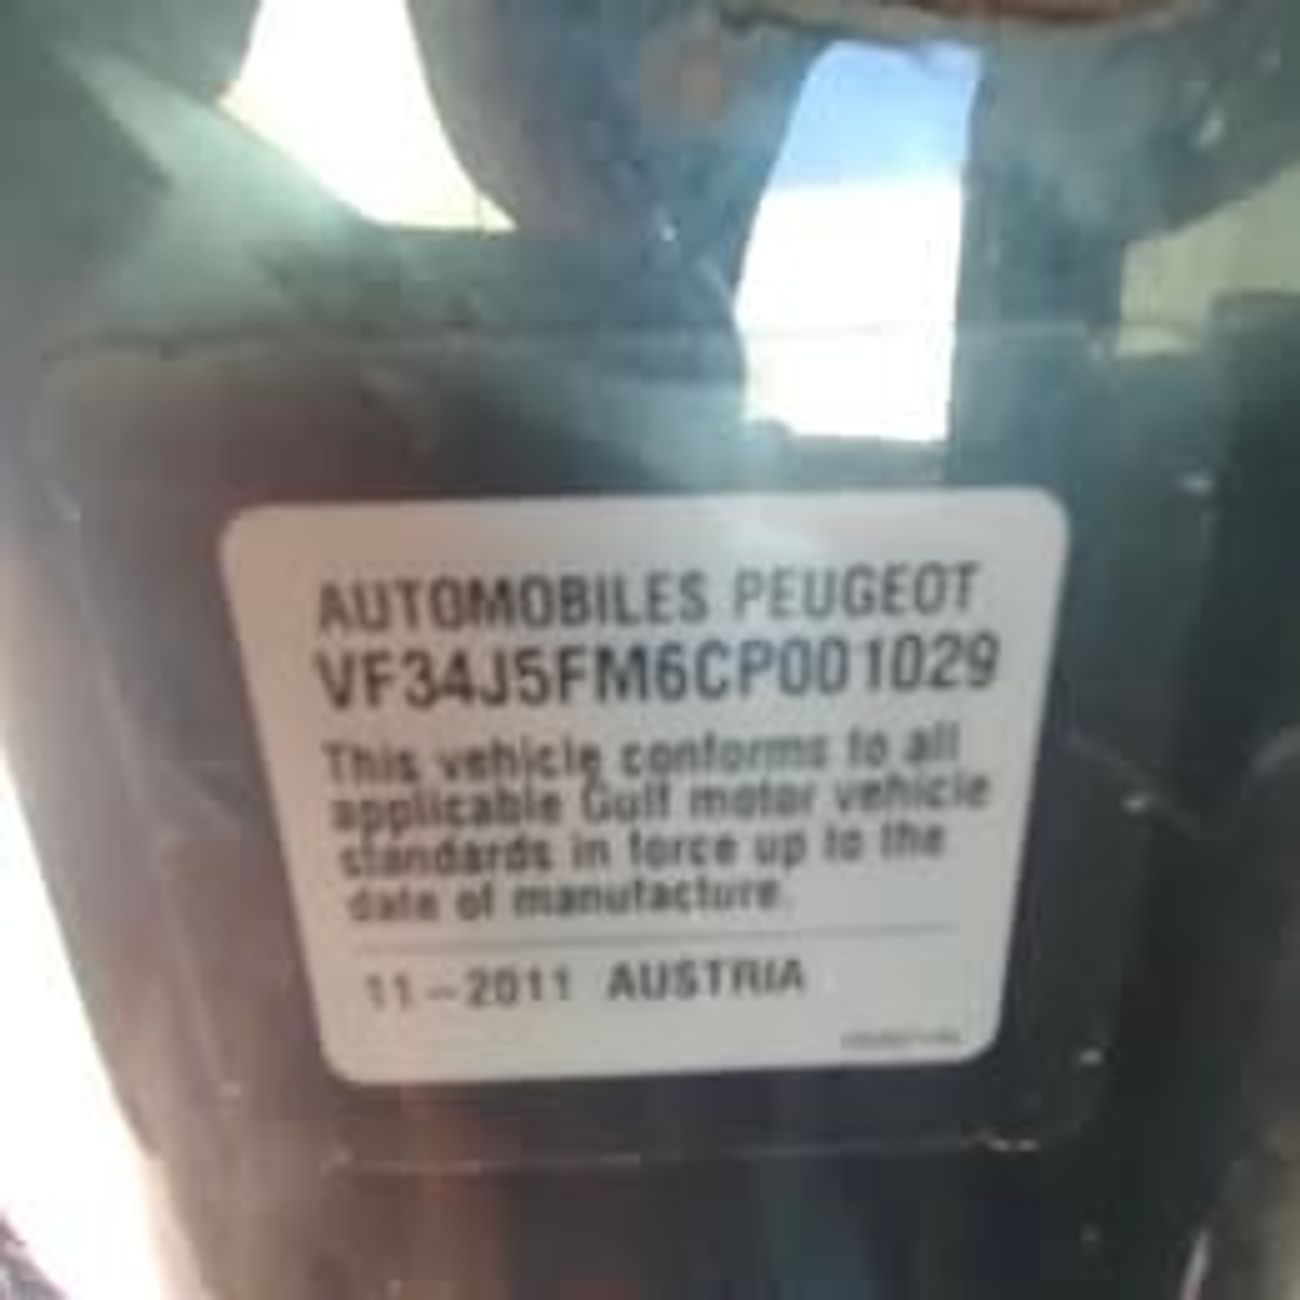 AUTOMOBILES PEUGEOT
VF34J5FM6CP001029
This vehicle conforms to all
applicable Gulf motor vehicle
standards in force up to the
date of manufacture.
11-2011 AUSTRIA